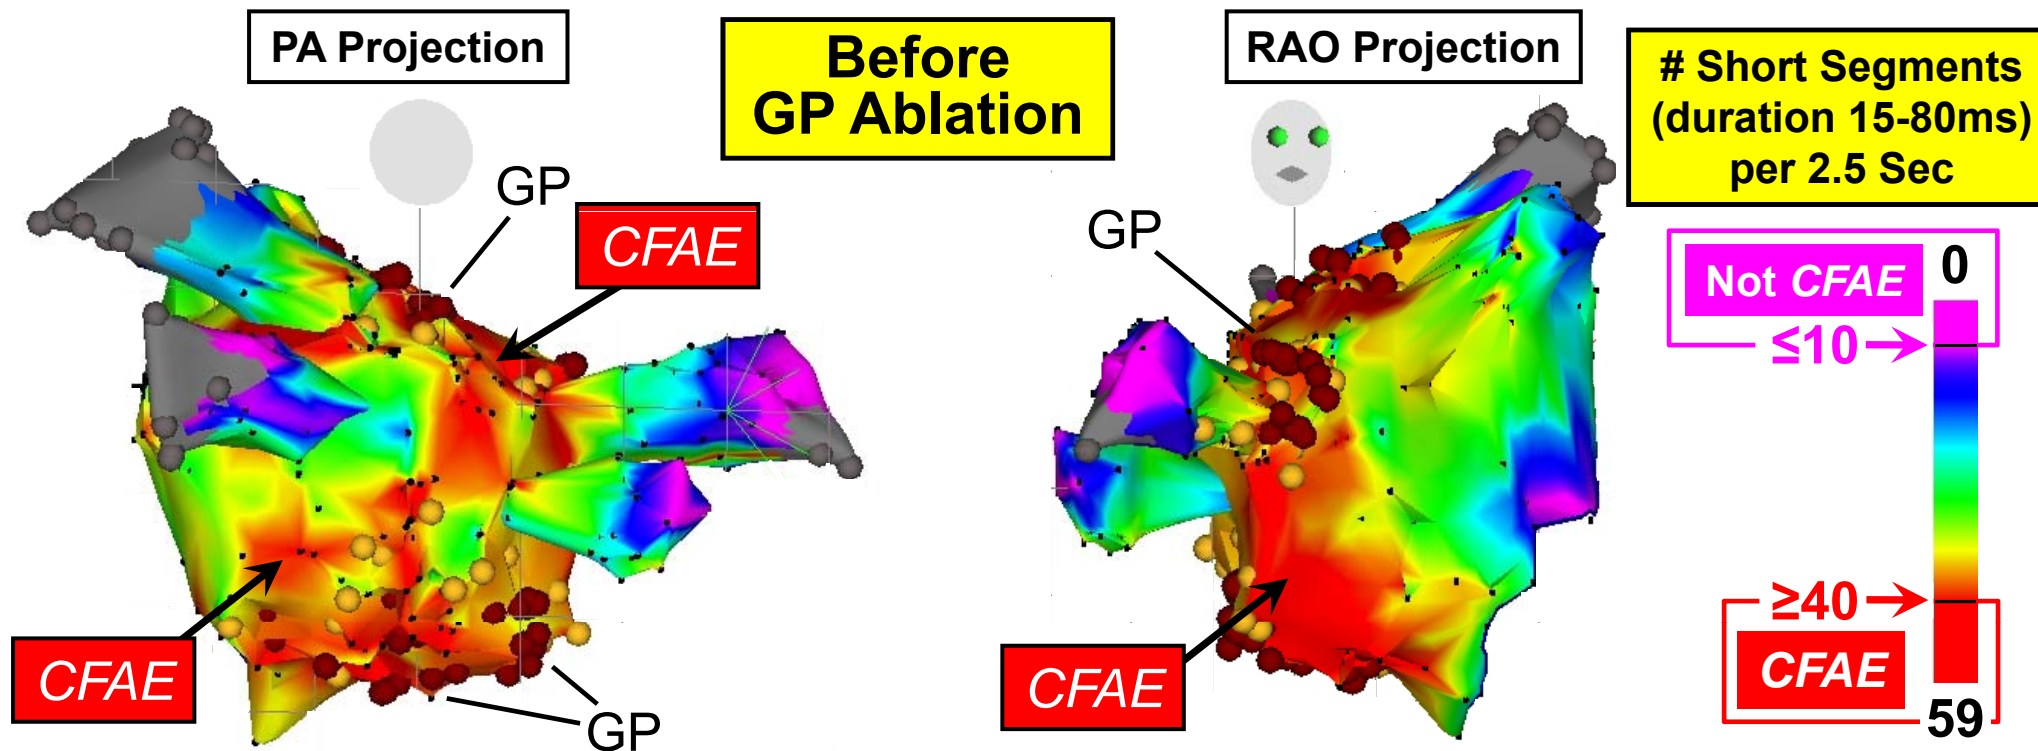 PA Projection
Before
GP Ablation
RAO Projection
# Short Segments
(duration 15-80ms)
per 2.5 Sec
GP
CFAE
GP
Not CFAE
0
≤10
≥40
CFAE
59
CFAE
GP
CFAE